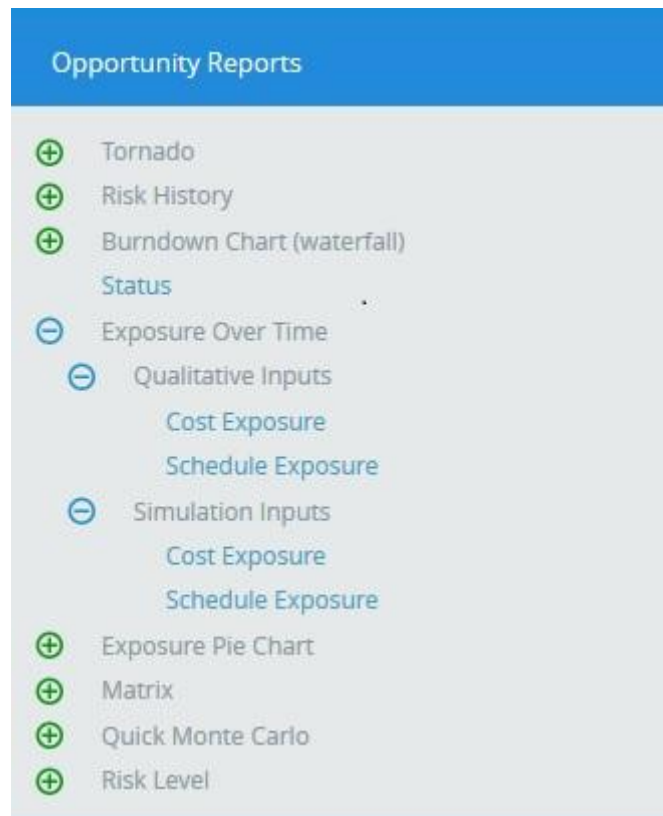 Opportunity Reports
Tornado
Risk History
Burndown Chart (waterfall)
Status
Exposure Over Time
Qualitative Inputs
Cost Exposure
Schedule Exposure
Simulation Inputs
Cost Exposure
Schedule Exposure
Exposure Pie Chart
Matrix
Quick Monte Carlo
Risk Level